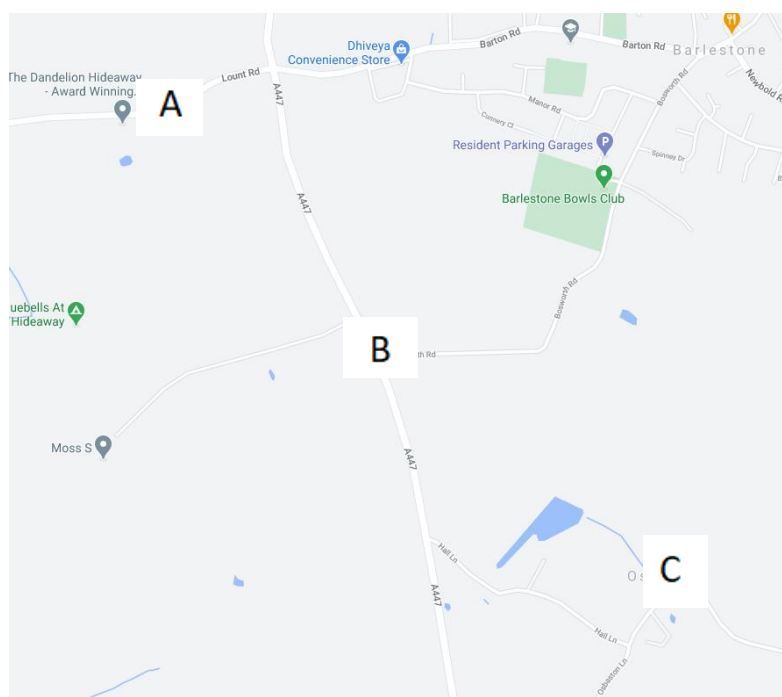 Dhiveya
Convenience Store
Barton Rd
Barton Rd
Barlestone
The Dandelion Hideaway
- Award Winning.
A
Lount Rd
A447
Bosworth Rd
Newbold
Manor Rd
Cunnery Cl
Resident Parking Garages
P
Spinney Dr
Barlestone Bowls Club
B
A447
Bosworth Rd
uebells At
Hideaway
B
th Rd
Moss S
A447
Hall Ln
Os
C
A447
Hall Ln
Osbaston Ln